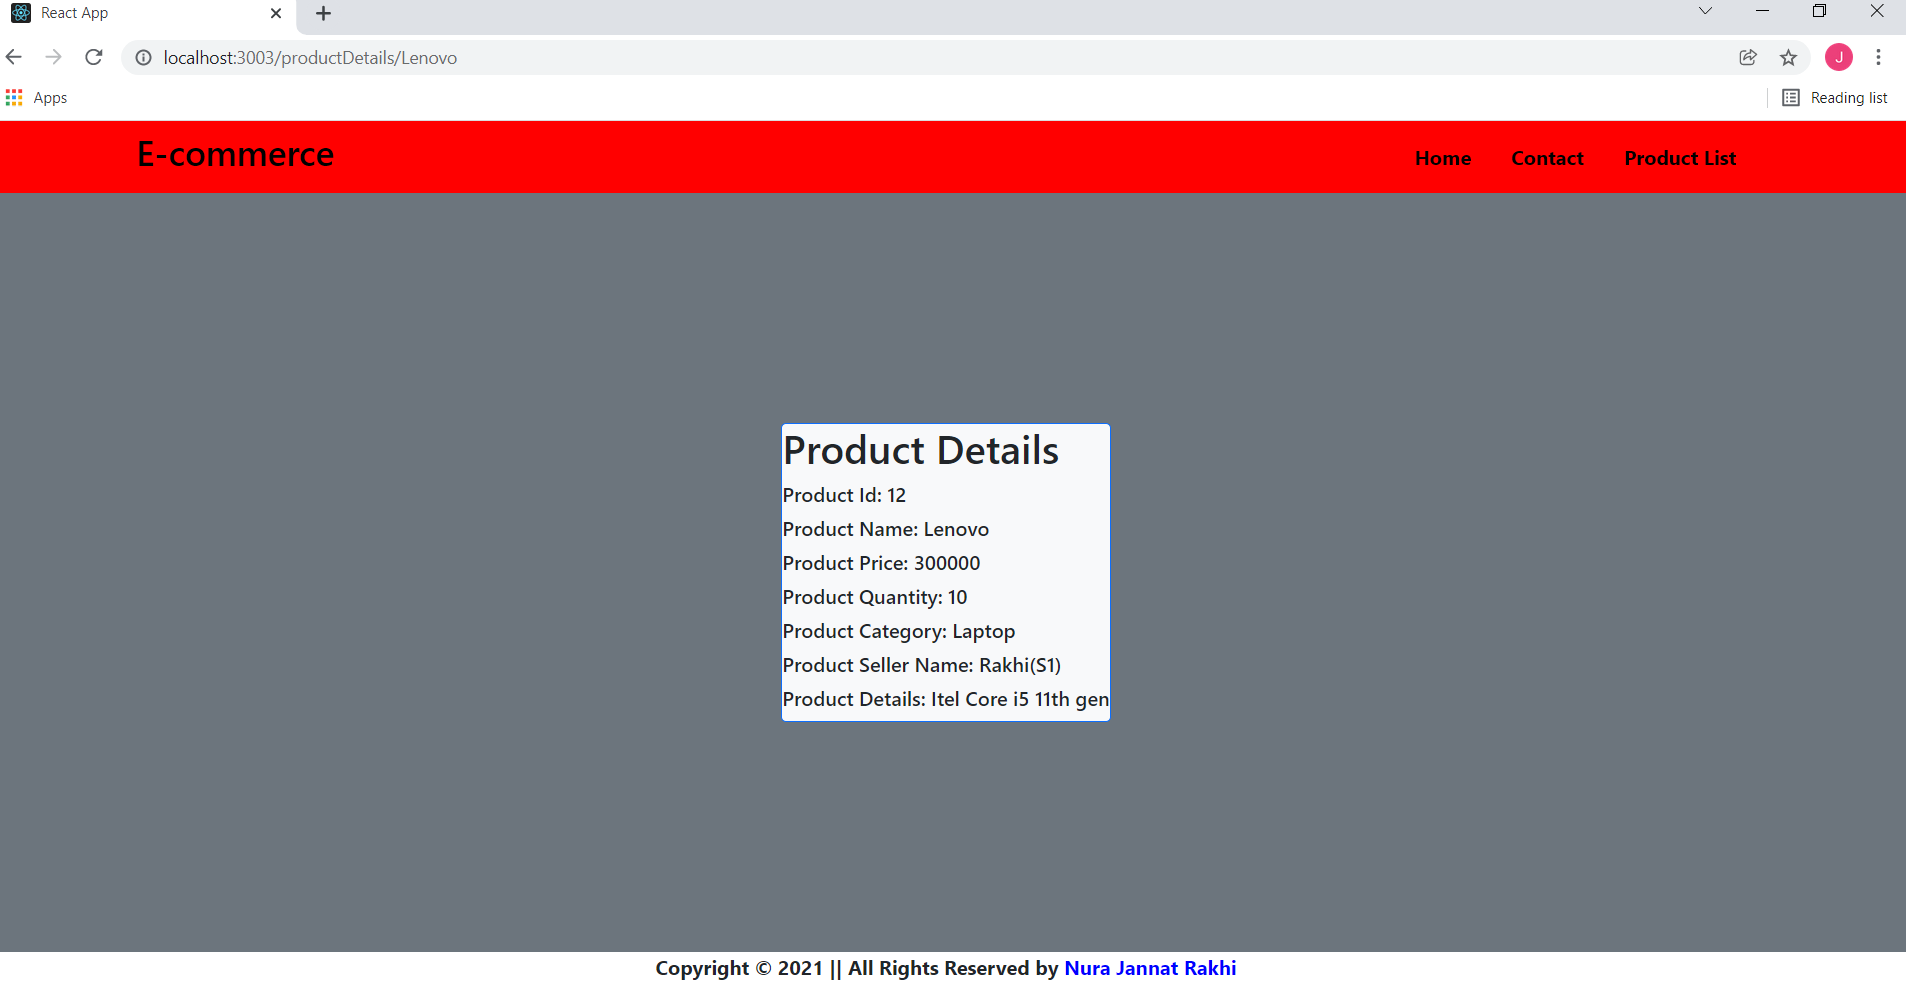 React App
localhost:3003/productDetails/Lenovo
J
Apps
Reading list
E-commerce
Home Contact Product List
Product Details
Product Id: 12
Product Name: Lenovo
Product Price: 300000
Product Quantity: 10
Product Category: Laptop
Product Seller Name: Rakhi(S1)
Product Details: Itel Core i5 11th gen
Copyright © 2021 || All Rights Reserved by Nura Jannat Rakhi